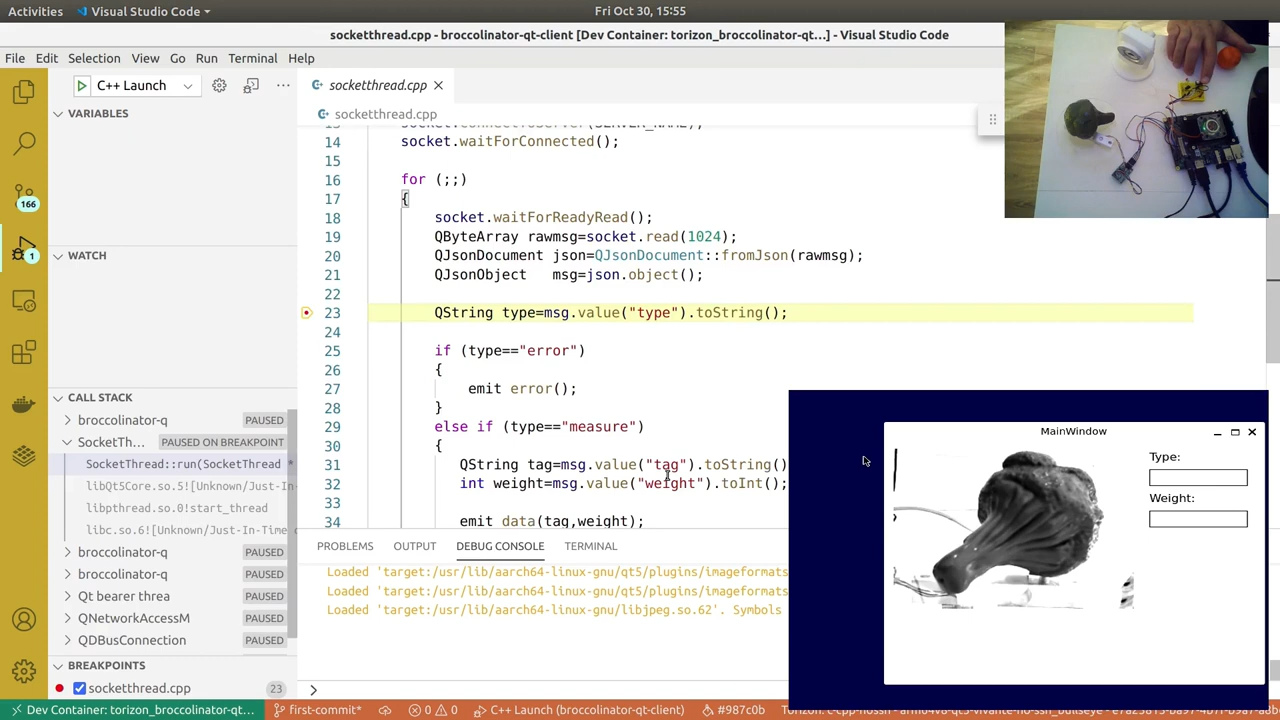 Activities Visual Studio Code Fri Oct 30, 15:55
socketthread.cpp - broccolinator-qt-client [Dev Container: torizon_broccolinator-qt…] - Visual Studio Code
File Edit Selection View Go Run Terminal Help
C++ Launch
VARIABLES
WATCH
166
1
CALL STACK
broccolinator-q PAUSED
SocketTh… PAUSED ON BREAKPOINT
SocketThread::run(SocketThread
libQt5Core.so.5![Unknown/Just-In-
libpthread.so.0!start_thread
libc.so.6![Unknown/Just-In-Time
broccolinator-q PAUSED
broccolinator-q PAUSED
Qt bearer threa PAUSED
QNetworkAccessM PAUSED
QDBusConnection PAUSED
BREAKPOINTS
socketthread.cpp 23
socketthread.cpp
socketthread.cpp
14 socket.waitForConnected();
15
16 for (;;)
17 {
18 socket.waitForReadyRead();
19 QByteArray rawmsg=socket.read(1024);
20 QJsonDocument json=QJsonDocument::fromJson(rawmsg);
21 QJsonObject msg=json.object();
22
23 QString type=msg.value("type").toString();
24
25 if (type=="error")
26 {
27 emit error();
28 }
29 else if (type=="measure")
30 {
31 QString tag=msg.value("tag").toString()
32 int weight=msg.value("weight").toInt();
33
34 emit data(tag,weight);
PROBLEMS OUTPUT DEBUG CONSOLE TERMINAL
Loaded 'target:/usr/lib/aarch64-linux-gnu/qt5/plugins/imageformats
Loaded 'target:/usr/lib/aarch64-linux-gnu/qt5/plugins/imageformats
Loaded 'target:/usr/lib/aarch64-linux-gnu/libjpeg.so.62'. Symbols
MainWindow
Type:
Weight:
Dev Container: torizon_broccolinator-qt… first-commit* 0 0 C++ Launch (broccolinator-qt-client) #987c0b